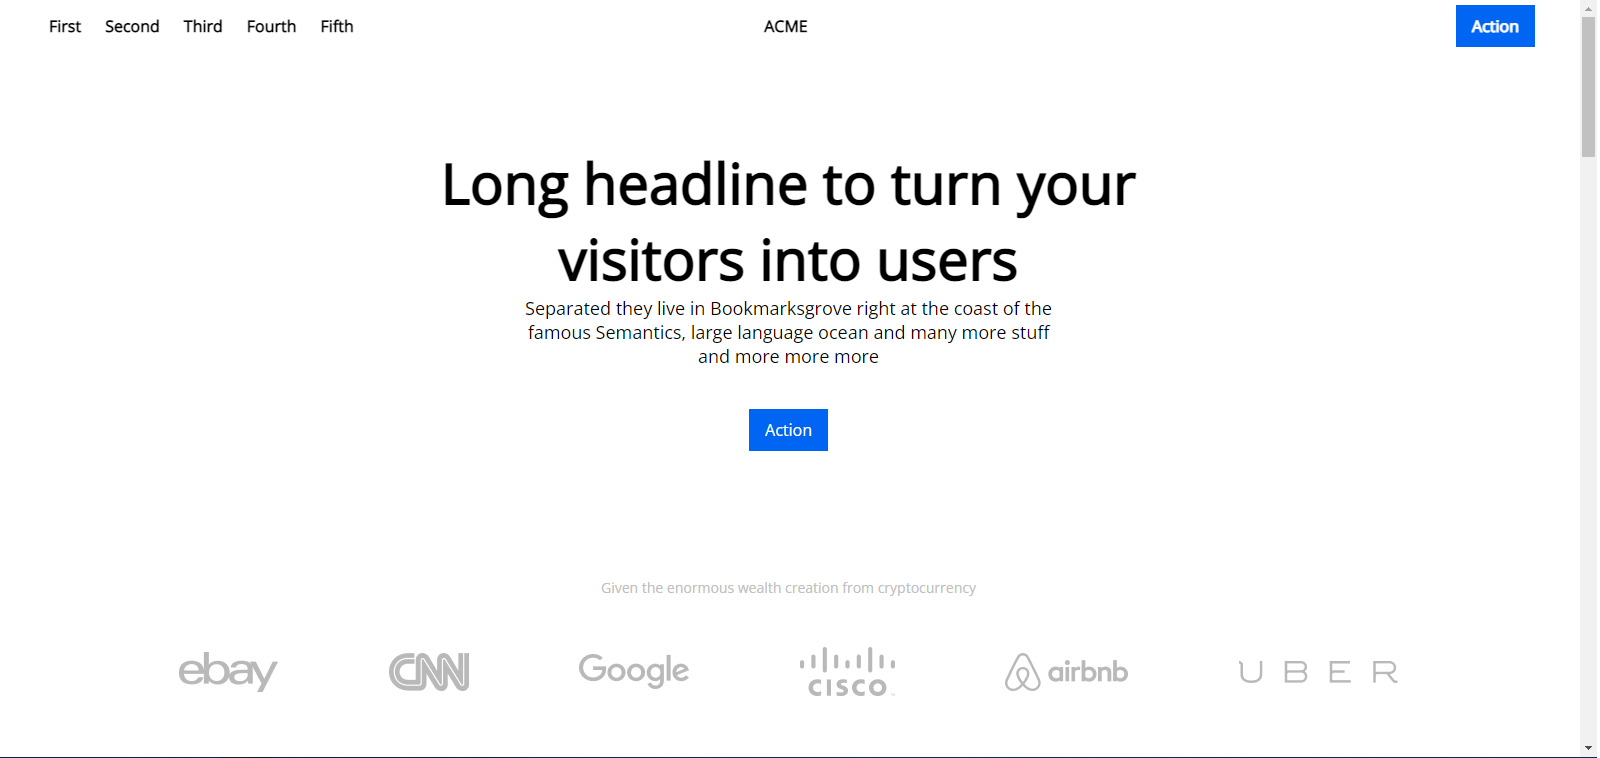 First Second Third Fourth Fifth ACME Action
Long headline to turn your
visitors into users
Separated they live in Bookmarksgrove right at the coast of the
famous Semantics, large language ocean and many more stuff
and more more more
Action
Given the enormous wealth creation from cryptocurrency
ebay CNN Google cisco airbnb UBER